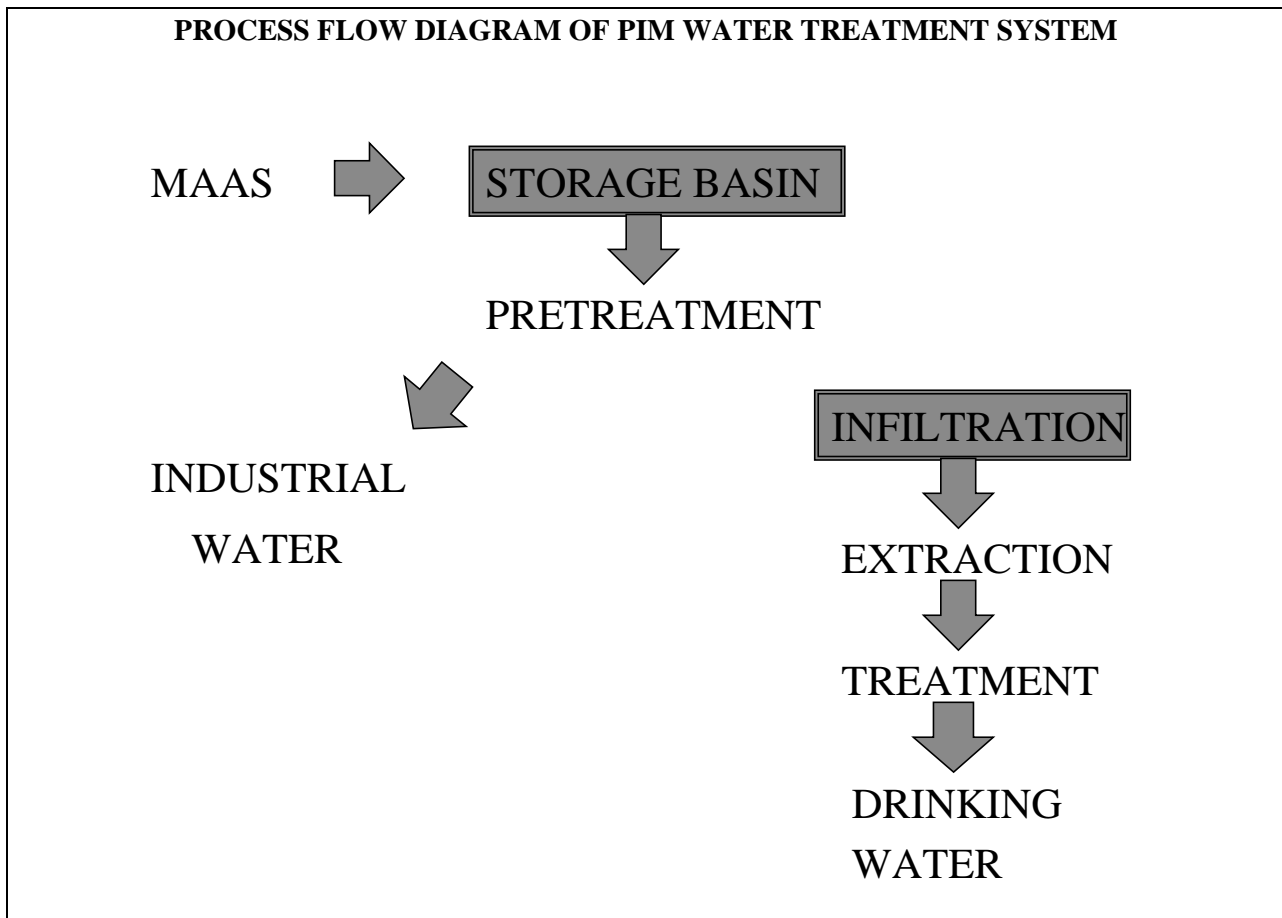 PROCESS FLOW DIAGRAM OF PIM WATER TREATMENT SYSTEM
MAAS
STORAGE BASIN
PRETREATMENT
INDUSTRIAL
WATER
INFILTRATION
EXTRACTION
TREATMENT
DRINKING
WATER